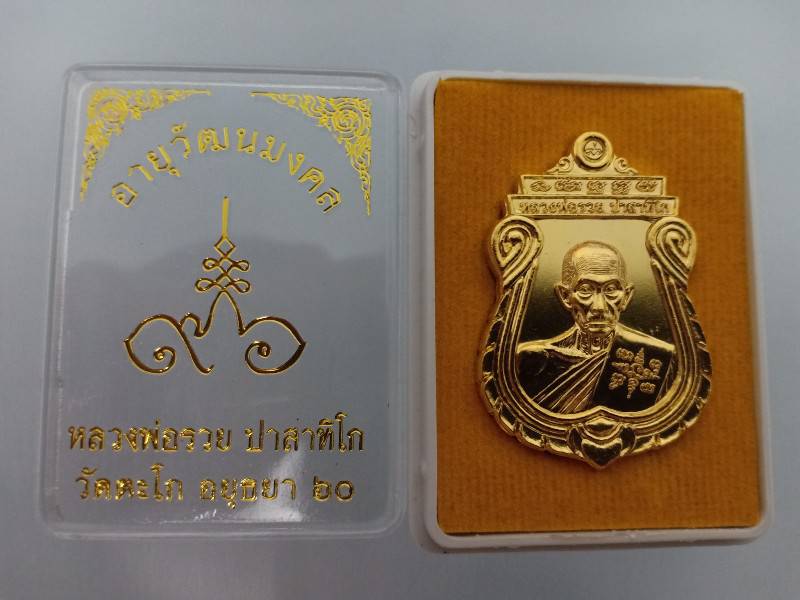 อายุวัฒนมงคล
หลวงพ่อรวย ปาสาทิโก
วัดตะโก อยุธยา ๖๐
หลวงพ่อรวย ปาสาทิโก